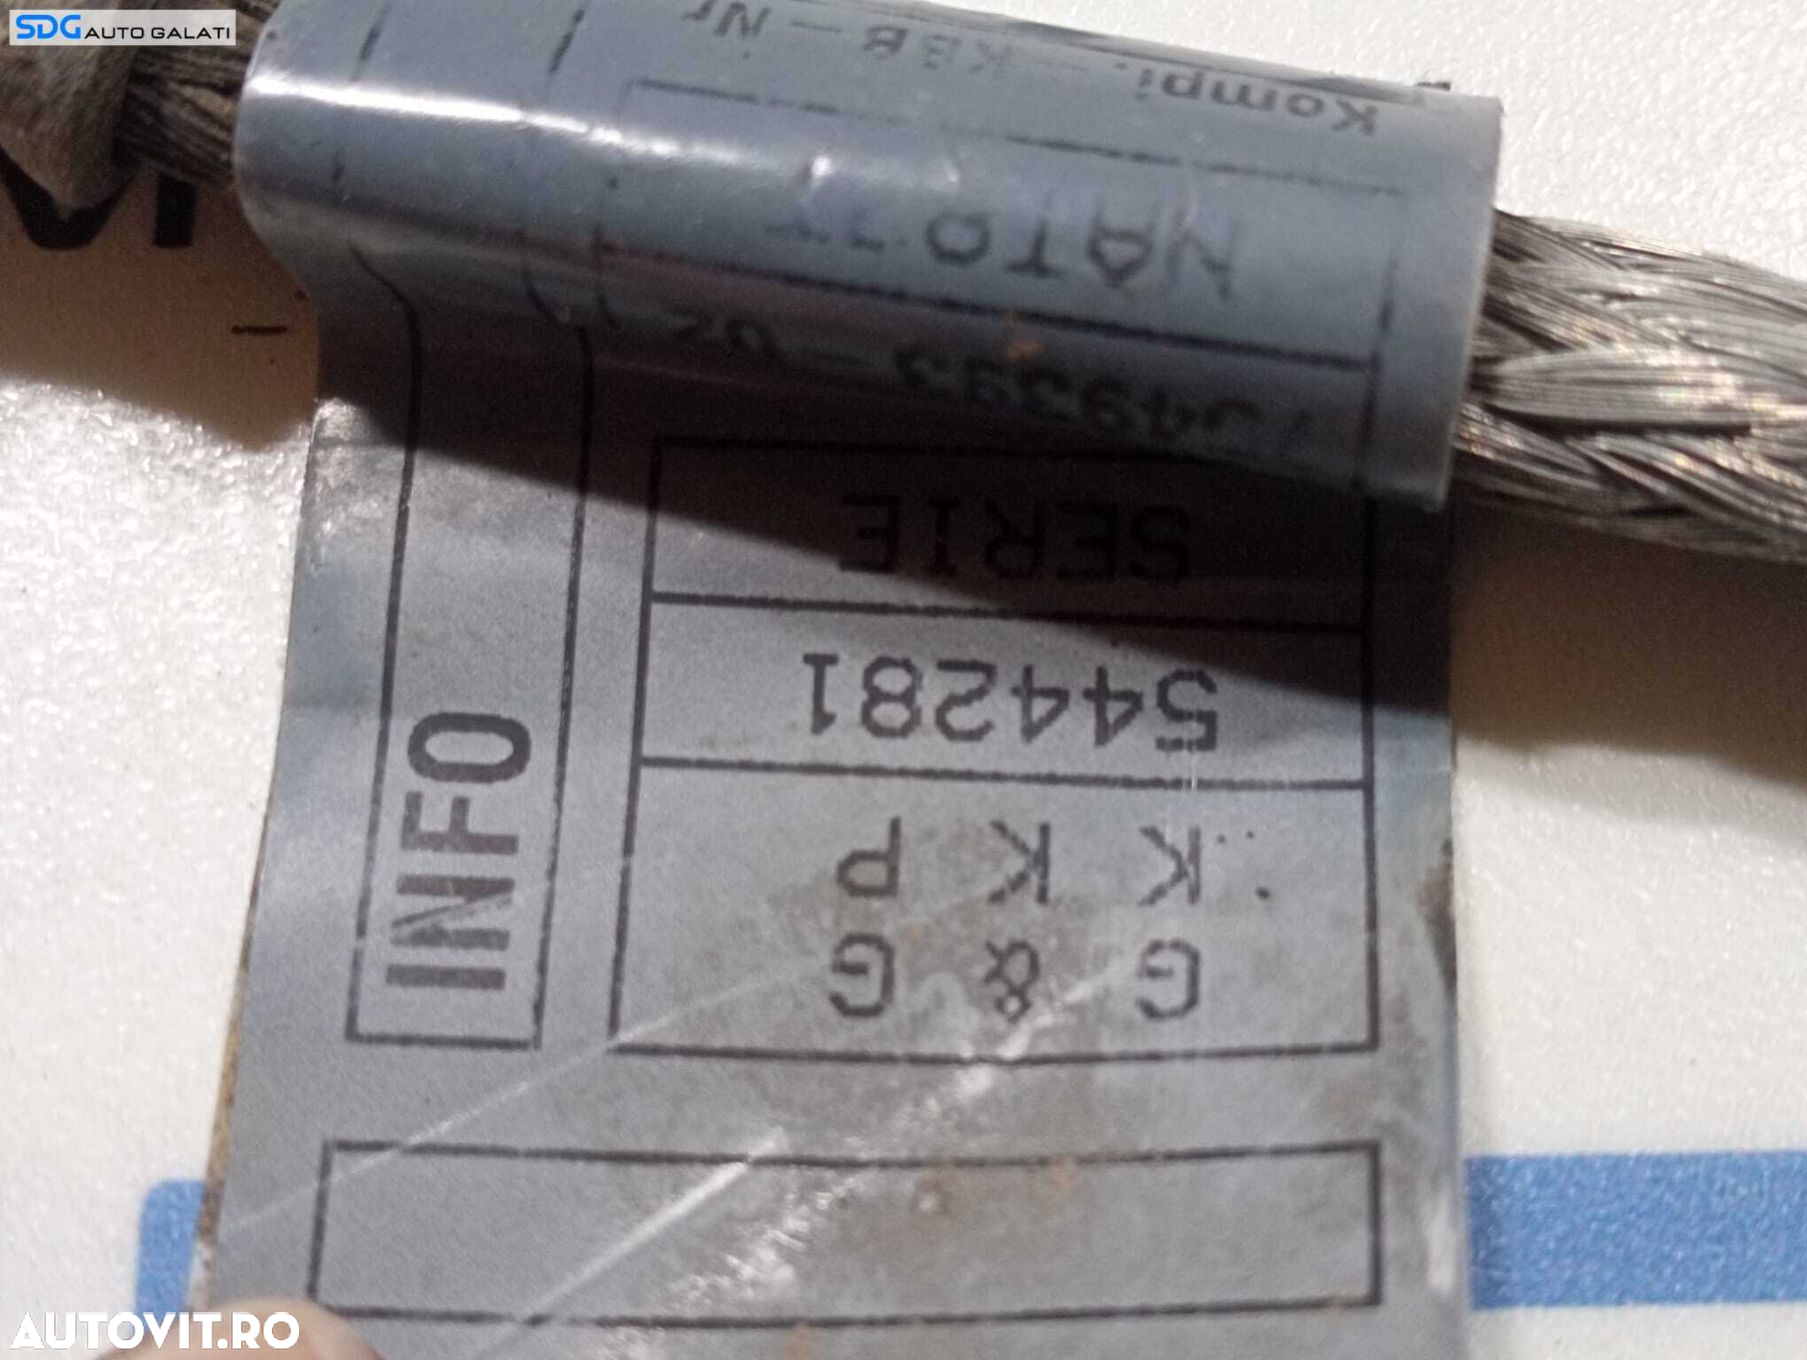 SDG AUTO GALATI
G & G
K K P
544281
SERIE
Kompl.-KBB-Nr
INFO
AUTOVIT.RO